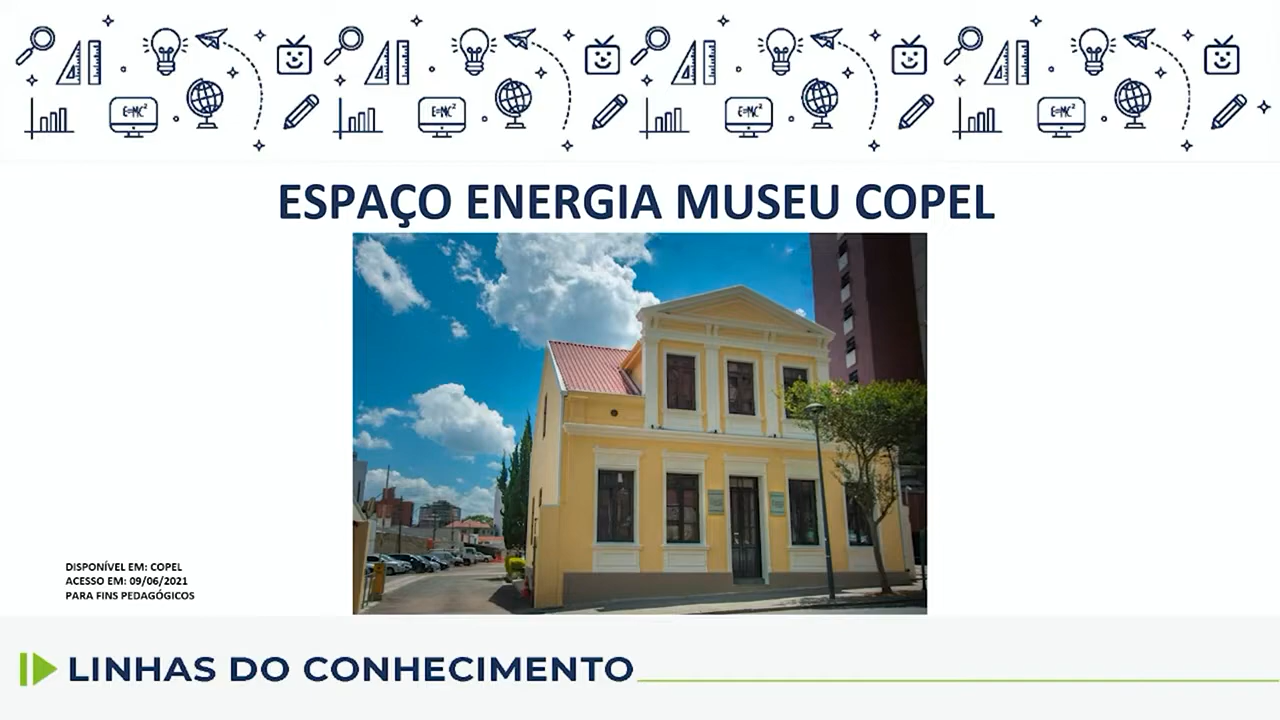 E=MC²
E=MC²
E=MC²
E=MC²
ESPAÇO ENERGIA MUSEU COPEL
DISPONÍVEL EM: COPEL
ACESSO EM: 09/06/2021
PARA FINS PEDAGÓGICOS
LINHAS DO CONHECIMENTO